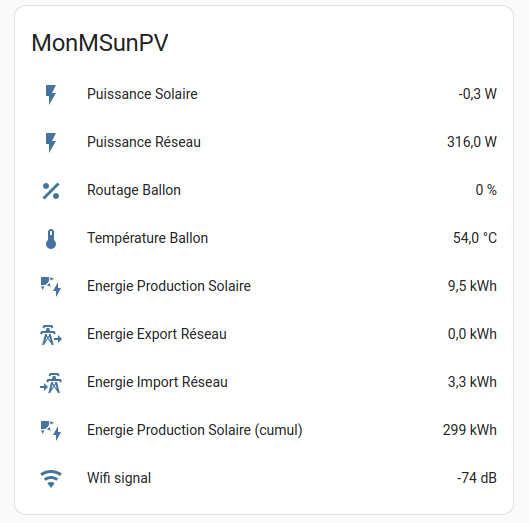 MonMSunPV
Puissance Solaire -0,3 W
Puissance Réseau 316,0 W
Routage Ballon 0 %
Température Ballon 54,0 °C
Energie Production Solaire 9,5 kWh
Energie Export Réseau 0,0 kWh
Energie Import Réseau 3,3 kWh
Energie Production Solaire (cumul) 299 kWh
Wifi signal -74 dB